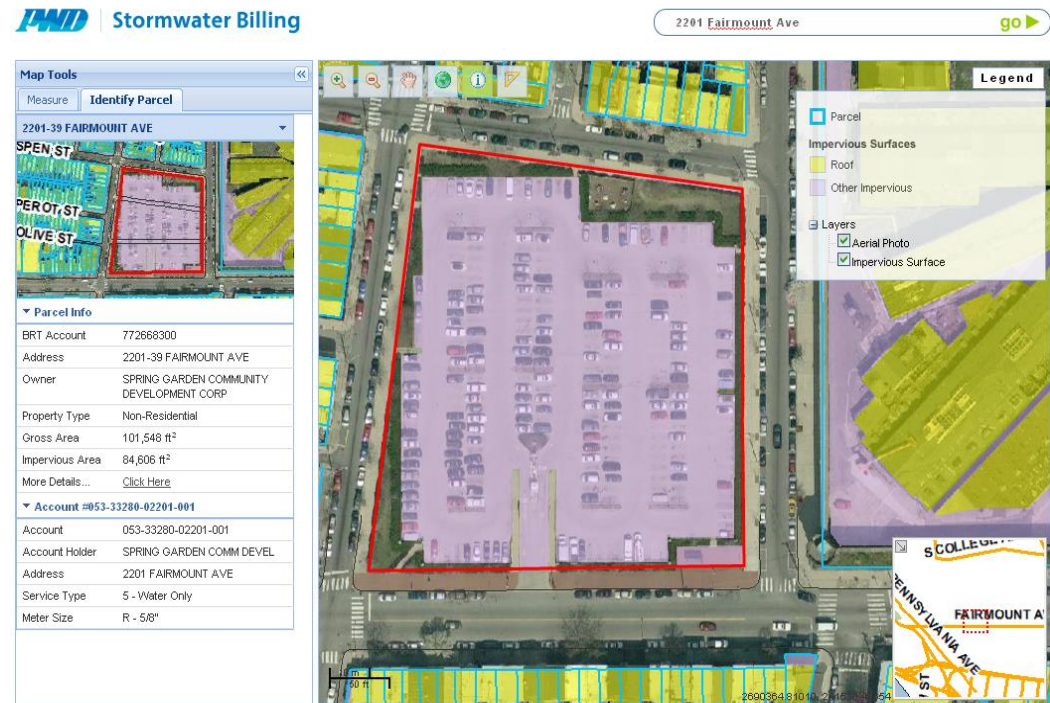 PWD Stormwater Billing
2201 Fairmount Ave
go
Map Tools
Measure
Identify Parcel
2201-39 FAIRMOUNT AVE
SPEN ST
PEROT ST
OLIVE ST
Parcel Info
BRT Account 772668300
Address 2201-39 FAIRMOUNT AVE
Owner SPRING GARDEN COMMUNITY
DEVELOPMENT CORP
Property Type Non-Residential
Gross Area 101,548 ft²
Impervious Area 84,606 ft²
More Details... Click Here
Account #053-33280-02201-001
Account 053-33280-02201-001
Account Holder SPRING GARDEN COMM DEVEL
Address 2201 FAIRMOUNT AVE
Service Type 5 - Water Only
Meter Size R - 5/8"
Legend
Parcel
Impervious Surfaces
Roof
Other Impervious
Layers
Aerial Photo
Impervious Surface
S COLLEGE
PENNSYLVANIA AVE
FAIRMOUNT A
ST